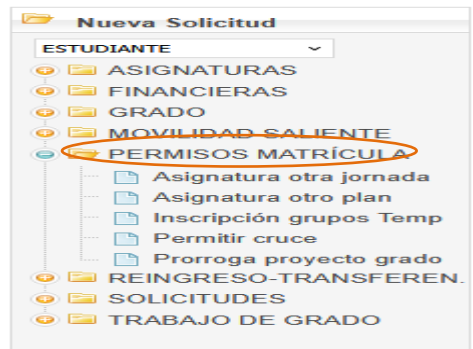 Nueva Solicitud
ESTUDIANTE
ASIGNATURAS
FINANCIERAS
GRADO
MOVILIDAD SALIENTE
PERMISOS MATRÍCULA
Asignatura otra jornada
Asignatura otro plan
Inscripción grupos Temp
Permitir cruce
Prorroga proyecto grado
REINGRESO-TRANSFEREN.
SOLICITUDES
TRABAJO DE GRADO